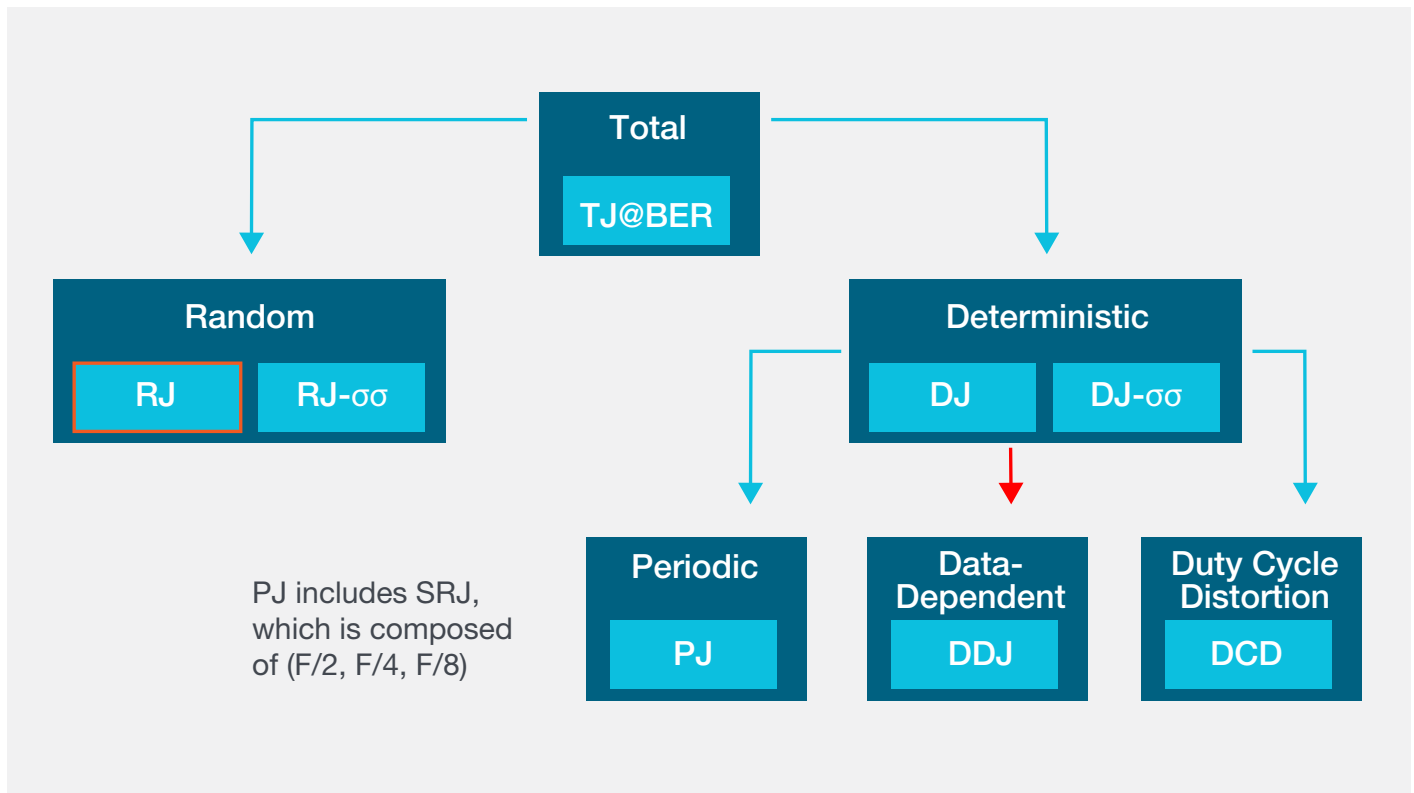 Total
TJ@BER
Random
RJ
RJ-σσ
Deterministic
DJ
DJ-σσ
Periodic
PJ
Data-
Dependent
DDJ
Duty Cycle
Distortion
DCD
PJ includes SRJ,
which is composed
of (F/2, F/4, F/8)